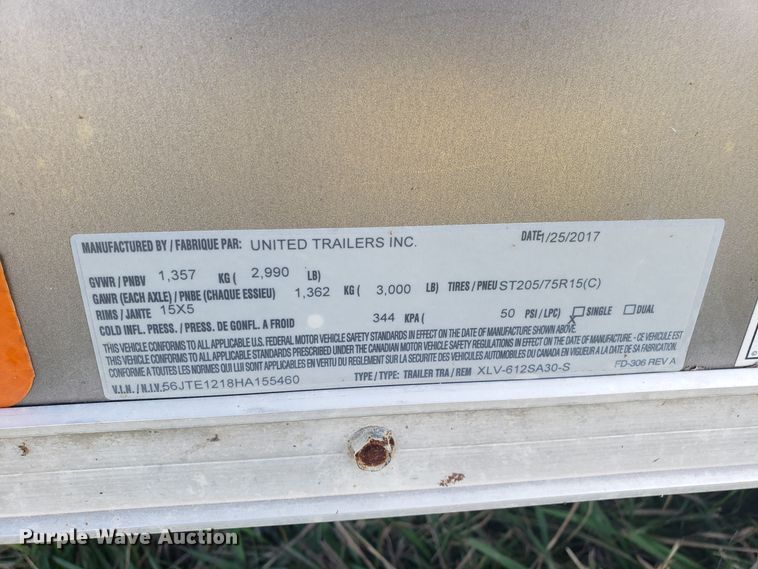 MANUFACTURED BY / FABRIQUE PAR: UNITED TRAILERS INC. DATE 1/25/2017
GVWR / PNBV 1,357 KG ( 2,990 LB)
GAWR (EACH AXLE) / PNBE (CHAQUE ESSIEU) 1,362 KG ( 3,000 LB) TIRES / PNEU ST205/75R15(C)
RIMS / JANTE 15X5
COLD INFL. PRESS. / PRESS. DE GONFL. A FROID 344 KPA ( 50 PSI / LPC) SINGLE DUAL
THIS VEHICLE CONFORMS TO ALL APPLICABLE U.S. FEDERAL MOTOR VEHICLE SAFETY STANDARDS IN EFFECT ON THE DATE OF MANUFACTURE SHOWN ABOVE.
THIS VEHICLE CONFORMS TO ALL APPLICABLE STANDARDS PRESCRIBED UNDER THE CANADIAN MOTOR VEHICLE SAFETY REGULATIONS IN EFFECT ON THE DATE OF MANUFACTURE - CE VEHICULE EST
CONFORME A TOUTES LES NORMES QUI LUI SONT APPLICABLES EN VERTU DU REGLEMENT SUR LA SECURITE DES VEHICULES AUTOMOBILES DU CANADA EN VIGUEUR A LA DATE DE SA FABRICATION.
V.I.N. / N.I.V. 56JTE1218HA155460 TYPE / TYPE: TRAILER TRA / REM XLV-612SA30-S FD-306 REV A
Purple Wave Auction
PurpleWave.com